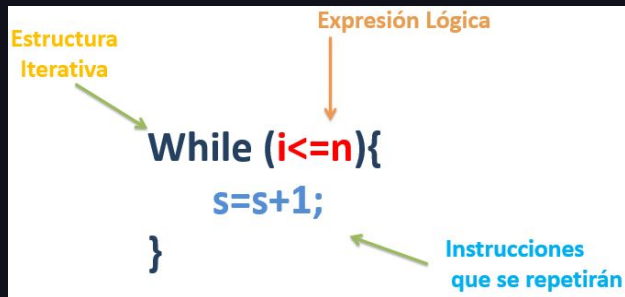 Expresión Lógica
Estructura
Iterativa
While (i<=n){
s=s+1;
}
Instrucciones
que se repetirán